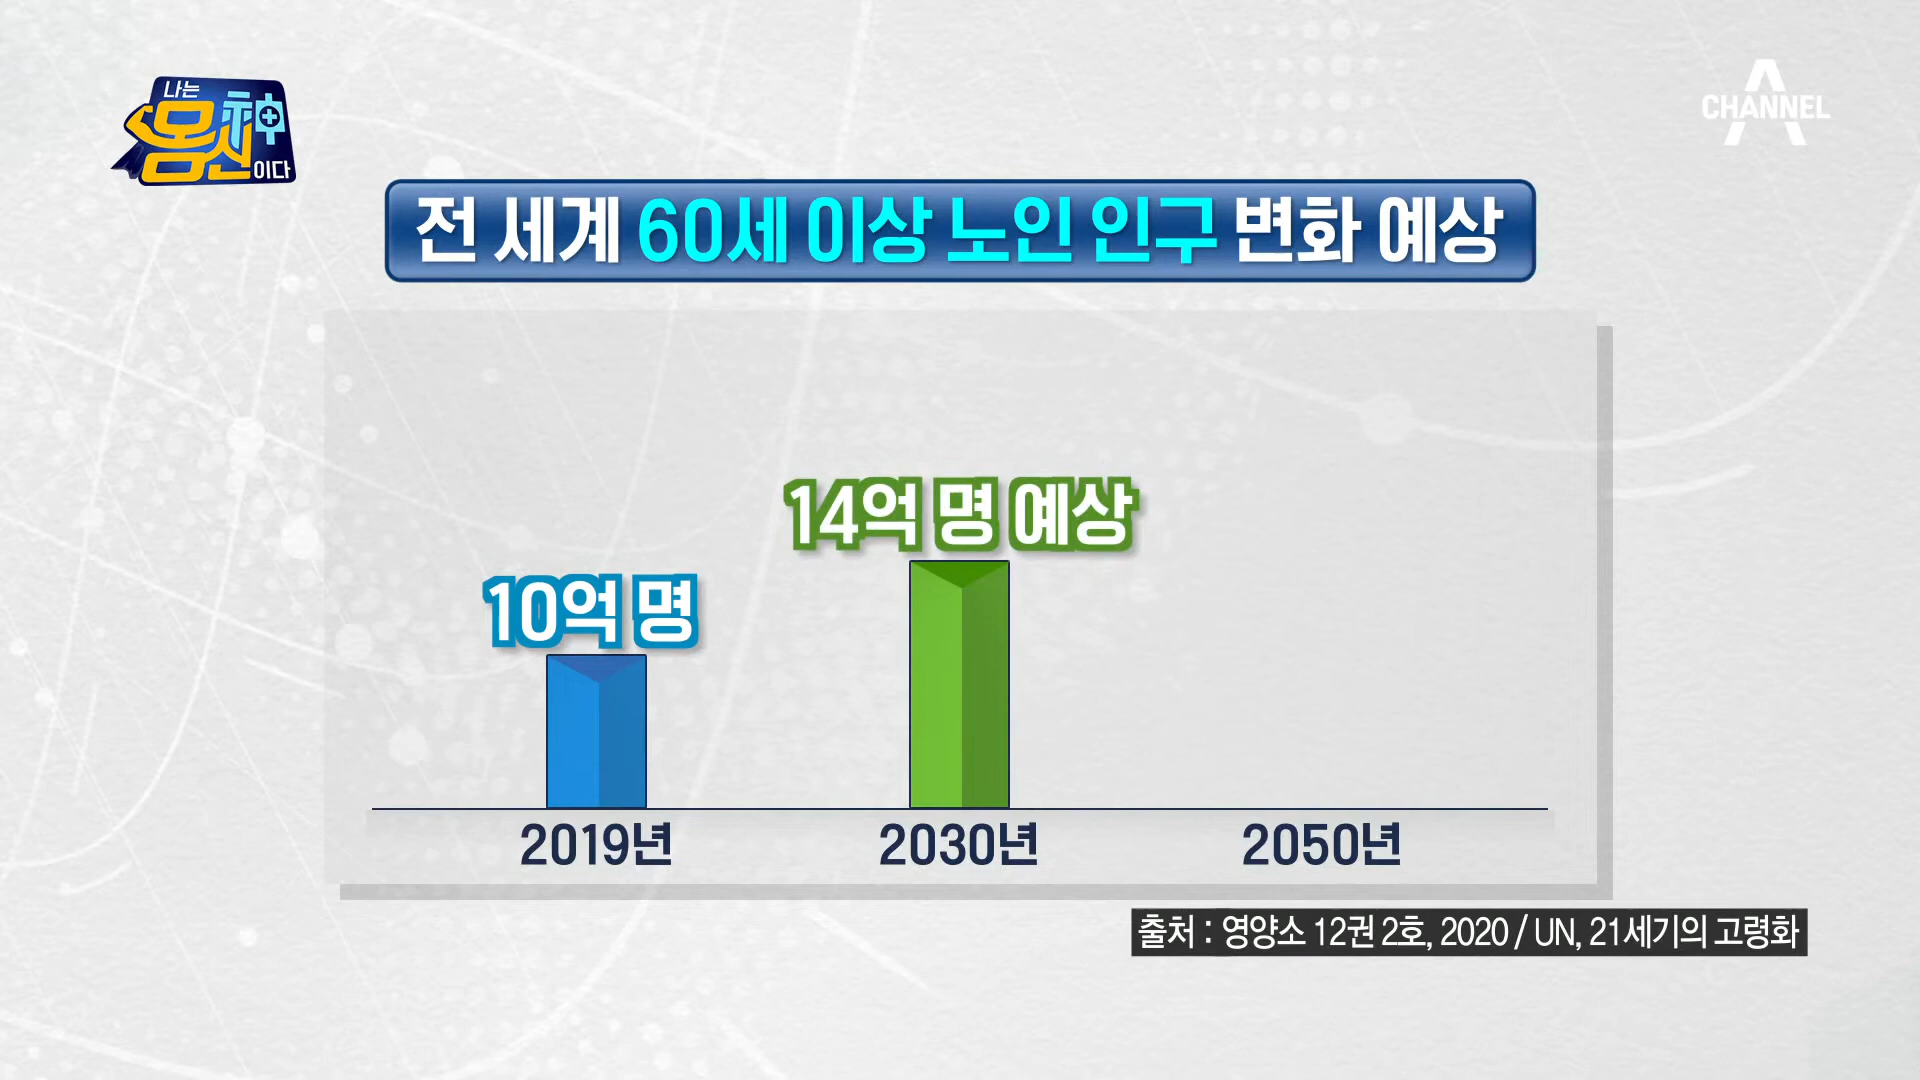 나는
몸신神
이다
CHANNEL A
전 세계 60세 이상 노인 인구 변화 예상
14억 명 예상
10억 명
2019년 2030년 2050년
출처 : 영양소 12권 2호, 2020 / UN, 21세기의 고령화